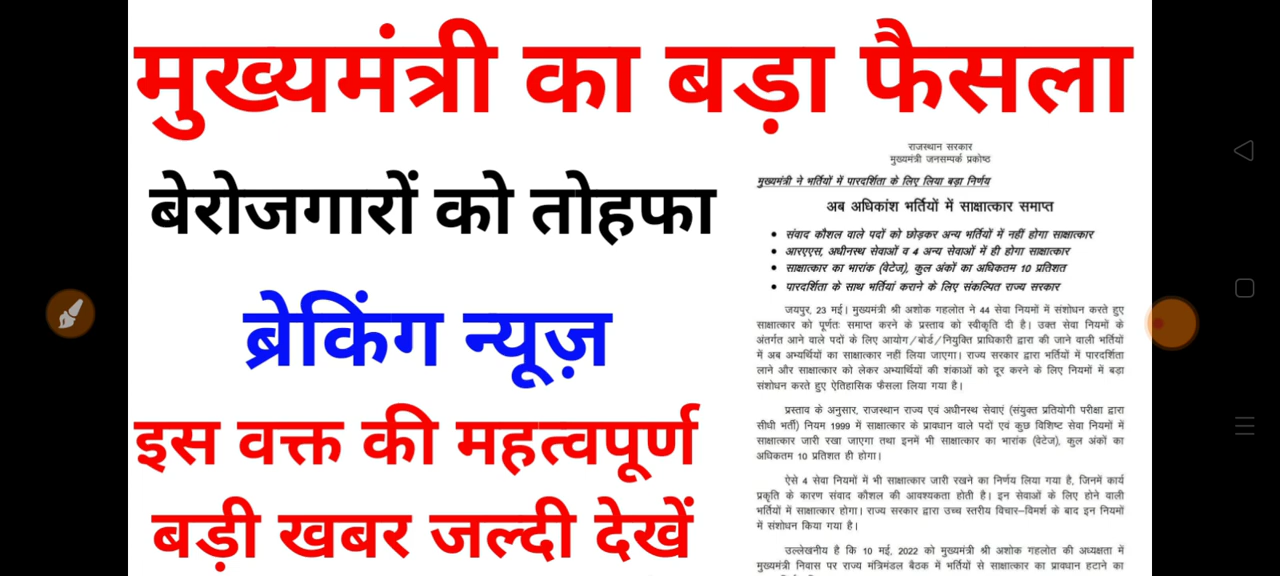 मुख्यमंत्री का बड़ा फैसला
बेरोजगारों को तोहफा
ब्रेकिंग न्यूज़
इस वक्त की महत्वपूर्ण
बड़ी खबर जल्दी देखें
राजस्थान सरकार
मुख्यमंत्री जनसम्पर्क प्रकोष्ठ
मुख्यमंत्री ने भर्तियों में पारदर्शिता के लिए लिया बड़ा निर्णय
अब अधिकांश भर्तियों में साक्षात्कार समाप्त
• संवाद कौशल वाले पदों को छोड़कर अन्य भर्तियों में नहीं होगा साक्षात्कार
• आरएएस, अधीनस्थ सेवाओं व 4 अन्य सेवाओं में ही होगा साक्षात्कार
• साक्षात्कार का भारांक (वेटेज), कुल अंकों का अधिकतम 10 प्रतिशत
• पारदर्शिता के साथ भर्तियां कराने के लिए संकल्पित राज्य सरकार
जयपुर, 23 मई। मुख्यमंत्री श्री अशोक गहलोत ने 44 सेवा नियमों में संशोधन करते हुए
साक्षात्कार को पूर्णतः समाप्त करने के प्रस्ताव को स्वीकृति दी है। उक्त सेवा नियमों के
अंतर्गत आने वाले पदों के लिए आयोग/बोर्ड/नियुक्ति प्राधिकारी द्वारा की जाने वाली भर्तियों
में अब अभ्यर्थियों का साक्षात्कार नहीं लिया जाएगा। राज्य सरकार द्वारा भर्तियों में पारदर्शिता
लाने और साक्षात्कार को लेकर अभ्यार्थियों की शंकाओं को दूर करने के लिए नियमों में बड़ा
संशोधन करते हुए ऐतिहासिक फैसला लिया गया है।
प्रस्ताव के अनुसार, राजस्थान राज्य एवं अधीनस्थ सेवाएं (संयुक्त प्रतियोगी परीक्षा द्वारा
सीधी भर्ती) नियम 1999 में साक्षात्कार के प्रावधान वाले पदों एवं कुछ विशिष्ट सेवा नियमों में
साक्षात्कार जारी रखा जाएगा तथा इनमें भी साक्षात्कार का भारांक (वेटेज), कुल अंकों का
अधिकतम 10 प्रतिशत ही होगा।
ऐसे 4 सेवा नियमों में भी साक्षात्कार जारी रखने का निर्णय लिया गया है, जिनमें कार्य
प्रकृति के कारण संवाद कौशल की आवश्यकता होती है। इन सेवाओं के लिए होने वाली
भर्तियों में साक्षात्कार होगा। राज्य सरकार द्वारा उच्च स्तरीय विचार–विमर्श के बाद इन नियमों
में संशोधन किया गया है।
उल्लेखनीय है कि 10 मई, 2022 को मुख्यमंत्री श्री अशोक गहलोत की अध्यक्षता में
मुख्यमंत्री निवास पर राज्य मंत्रिमंडल बैठक में भर्तियों से साक्षात्कार का प्रावधान हटाने का